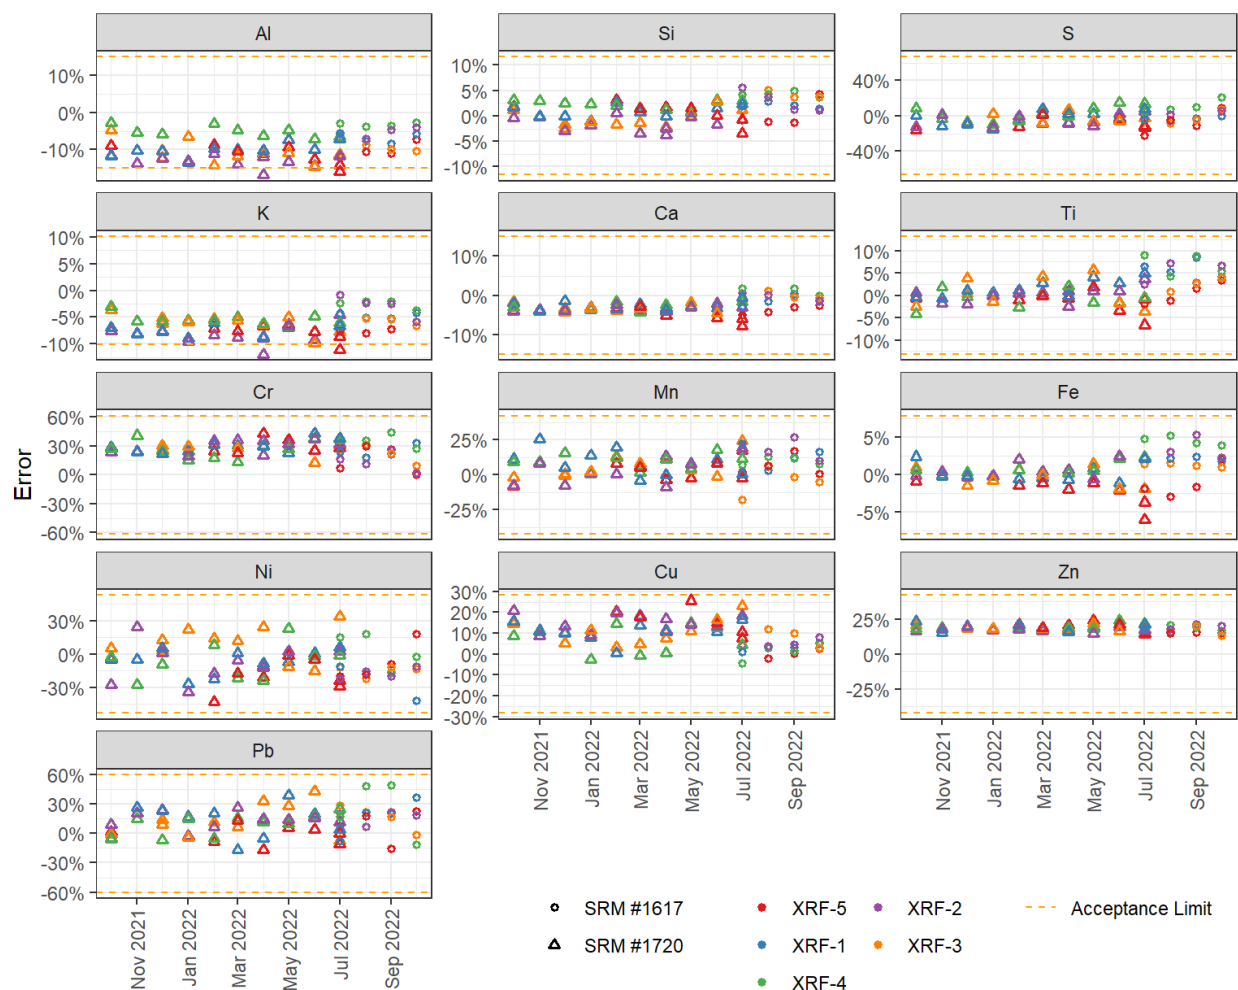 Al Si S
10% 0% -10%
10% 5% 0% -5% -10%
40% 0% -40%
K Ca Ti
10% 5% 0% -5% -10%
10% 0% -10%
10% 5% 0% -5% -10%
Cr Mn Fe
60% 30% 0% -30% -60%
25% 0% -25%
5% 0% -5%
Error
Ni Cu Zn
30% 0% -30%
30% 20% 10% 0% -10% -20% -30%
25% 0% -25%
Pb
60% 30% 0% -30% -60%
Nov 2021 Jan 2022 Mar 2022 May 2022 Jul 2022 Sep 2022
Nov 2021 Jan 2022 Mar 2022 May 2022 Jul 2022 Sep 2022
Nov 2021 Jan 2022 Mar 2022 May 2022 Jul 2022 Sep 2022
SRM #1617 XRF-5 XRF-2 Acceptance Limit
SRM #1720 XRF-1 XRF-3
XRF-4